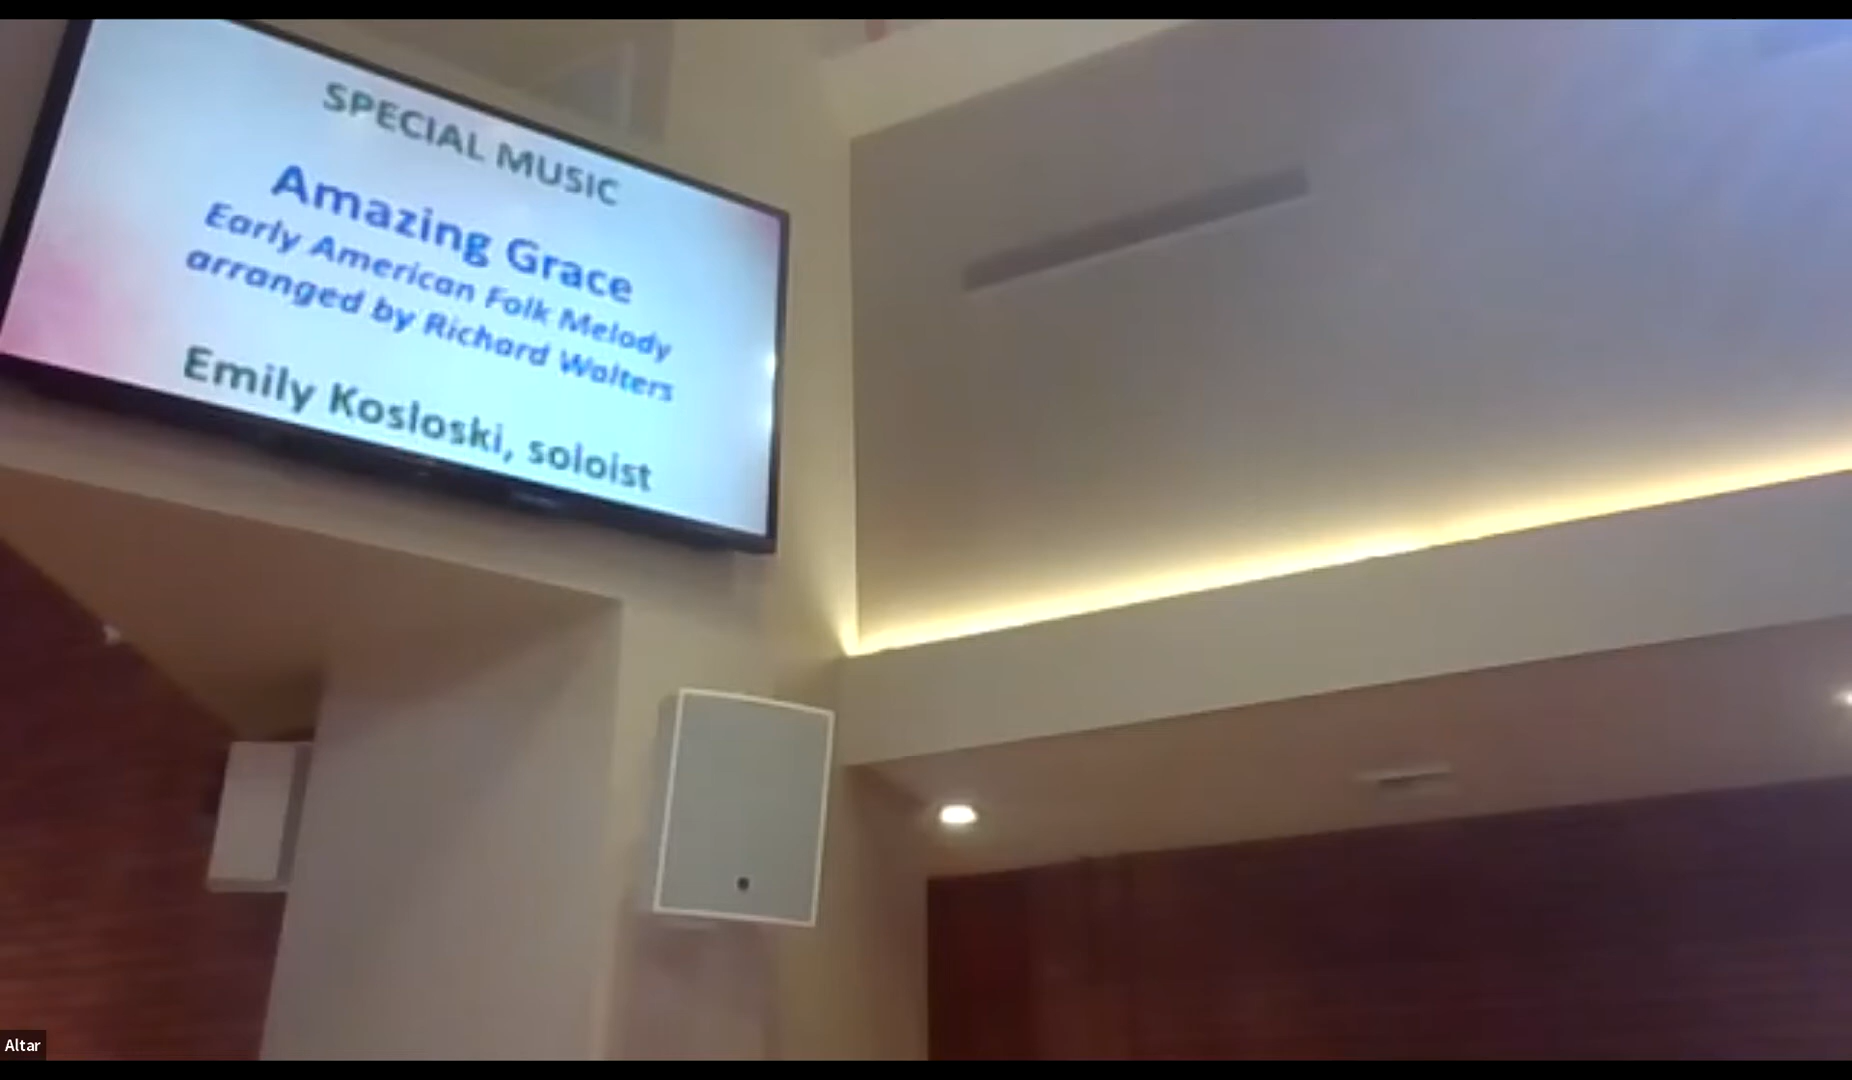 SPECIAL MUSIC
Amazing Grace
Early American Folk Melody
arranged by Richard Walters
Emily Kosloski, soloist
Altar